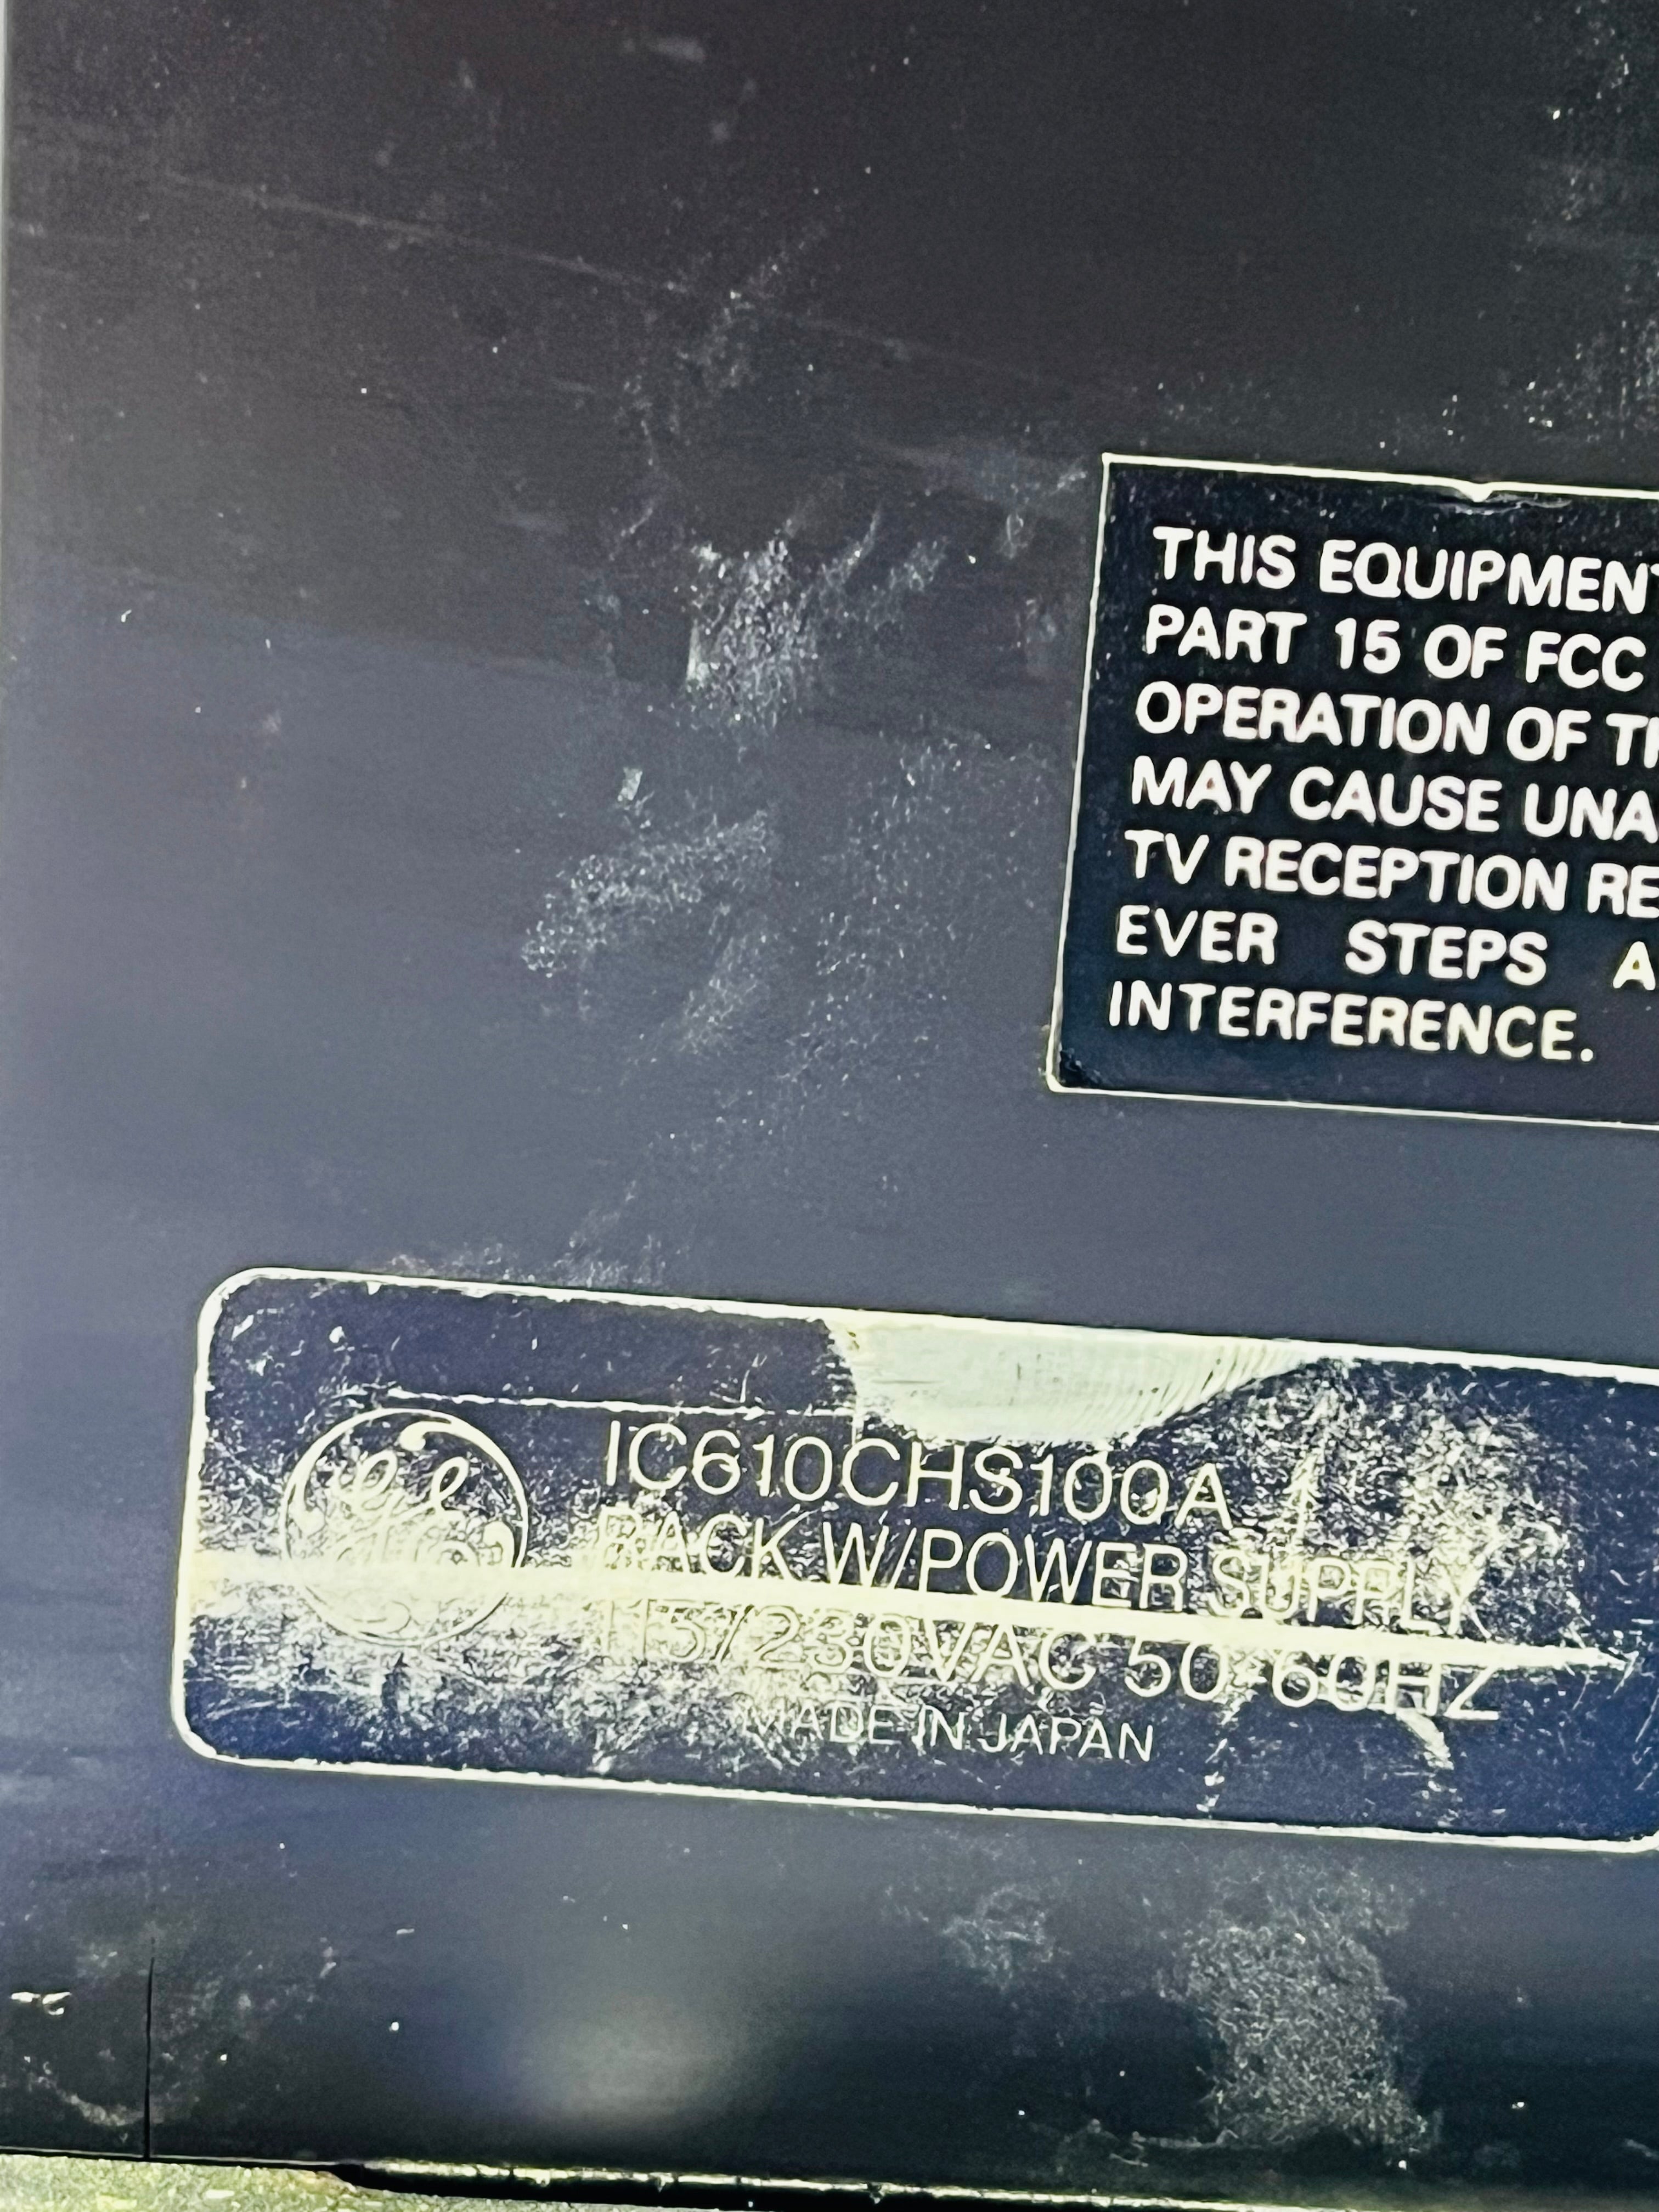 THIS EQUIPMENT
PART 15 OF FCC
OPERATION OF TH
MAY CAUSE UNA
TV RECEPTION RE
EVER STEPS A
INTERFERENCE.
GE
IC610CHS100A
RACK W/POWER SUPPLY
115/230VAC 50-60HZ
MADE IN JAPAN